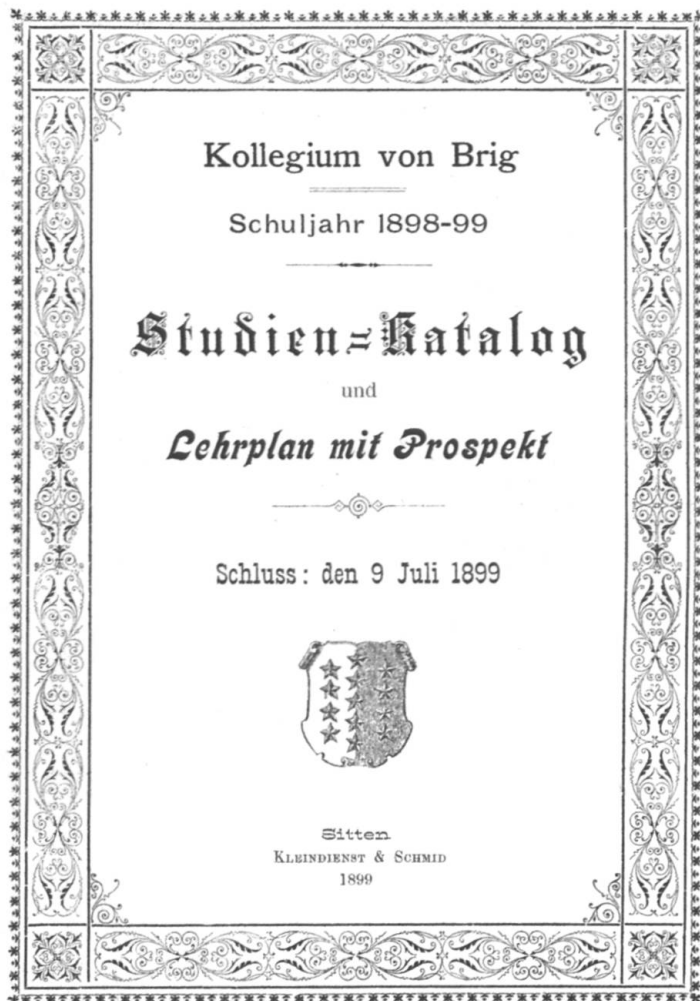 Kollegium von Brig
Schuljahr 1898-99
Studien=Katalog
und
Lehrplan mit Prospekt
Schluss: den 9 Juli 1899
Sitten
KLEINDIENST & SCHMID
1899